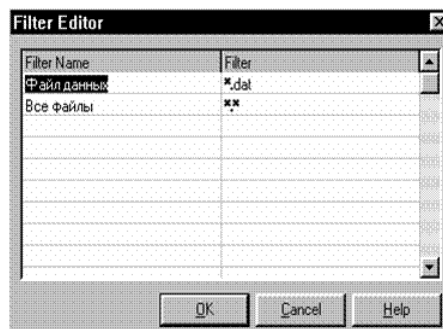 Filter Editor
Filter Name Filter
Файл данных *.dat
Все файлы *.*
OK Cancel Help